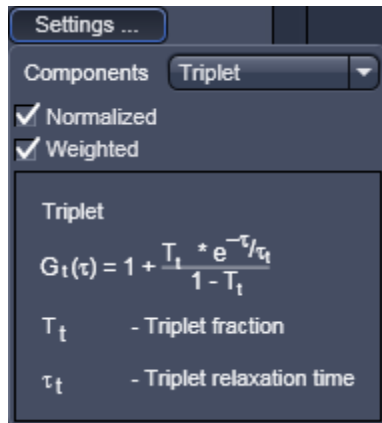 Settings ...
Components Triplet
Normalized
Weighted
Triplet
Gt(τ) = 1 + Tt * e^−τ/τt / 1 - Tt
Tt - Triplet fraction
τt - Triplet relaxation time